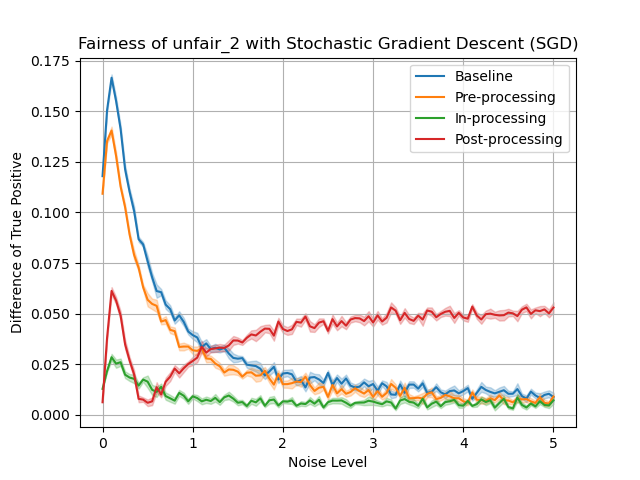 Fairness of unfair_2 with Stochastic Gradient Descent (SGD)
0.175
0.150
0.125
0.100
0.075
0.050
0.025
0.000
Difference of True Positive
Baseline
Pre-processing
In-processing
Post-processing
0 1 2 3 4 5
Noise Level